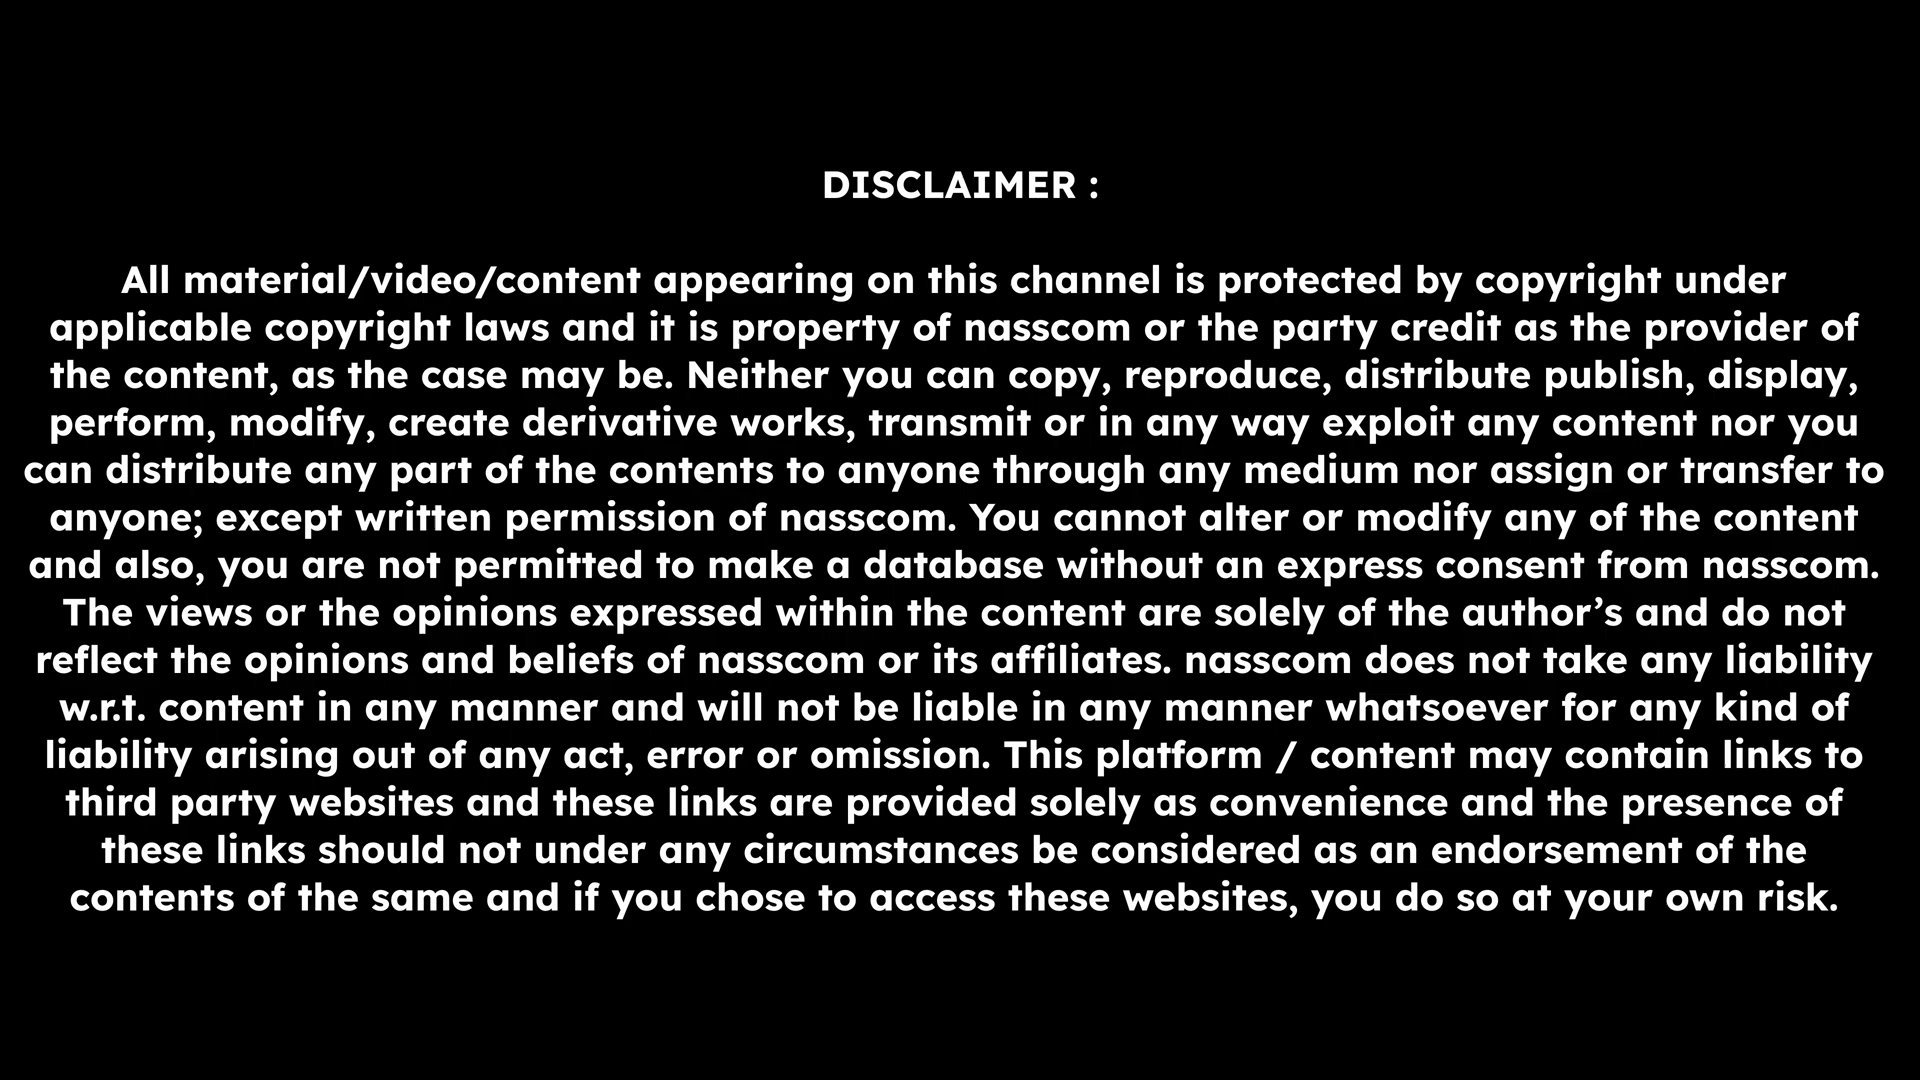 DISCLAIMER :
All material/video/content appearing on this channel is protected by copyright under
applicable copyright laws and it is property of nasscom or the party credit as the provider of
the content, as the case may be. Neither you can copy, reproduce, distribute publish, display,
perform, modify, create derivative works, transmit or in any way exploit any content nor you
can distribute any part of the contents to anyone through any medium nor assign or transfer to
anyone; except written permission of nasscom. You cannot alter or modify any of the content
and also, you are not permitted to make a database without an express consent from nasscom.
The views or the opinions expressed within the content are solely of the author’s and do not
reflect the opinions and beliefs of nasscom or its affiliates. nasscom does not take any liability
w.r.t. content in any manner and will not be liable in any manner whatsoever for any kind of
liability arising out of any act, error or omission. This platform / content may contain links to
third party websites and these links are provided solely as convenience and the presence of
these links should not under any circumstances be considered as an endorsement of the
contents of the same and if you chose to access these websites, you do so at your own risk.